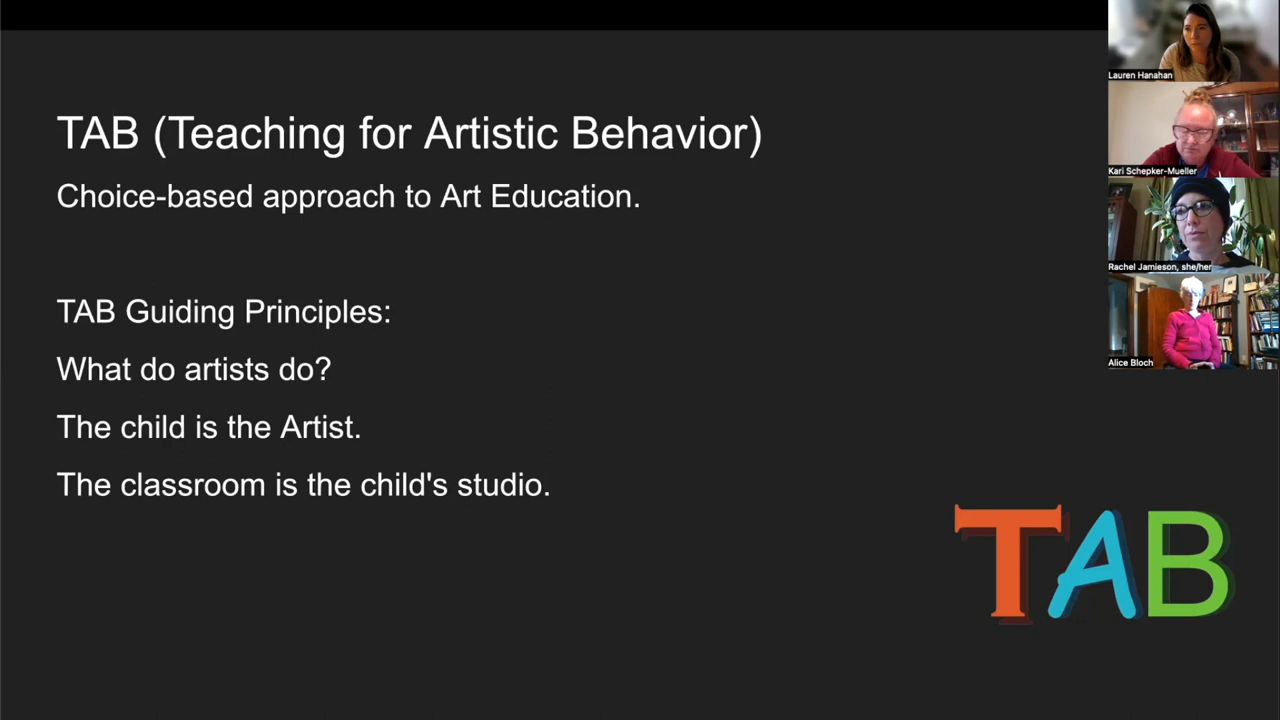 TAB (Teaching for Artistic Behavior)
Choice-based approach to Art Education.
TAB Guiding Principles:
What do artists do?
The child is the Artist.
The classroom is the child's studio.
TAB
Lauren Hanahan
Kari Schepker-Mueller
Rachel Jamieson, she/her
Alice Bloch